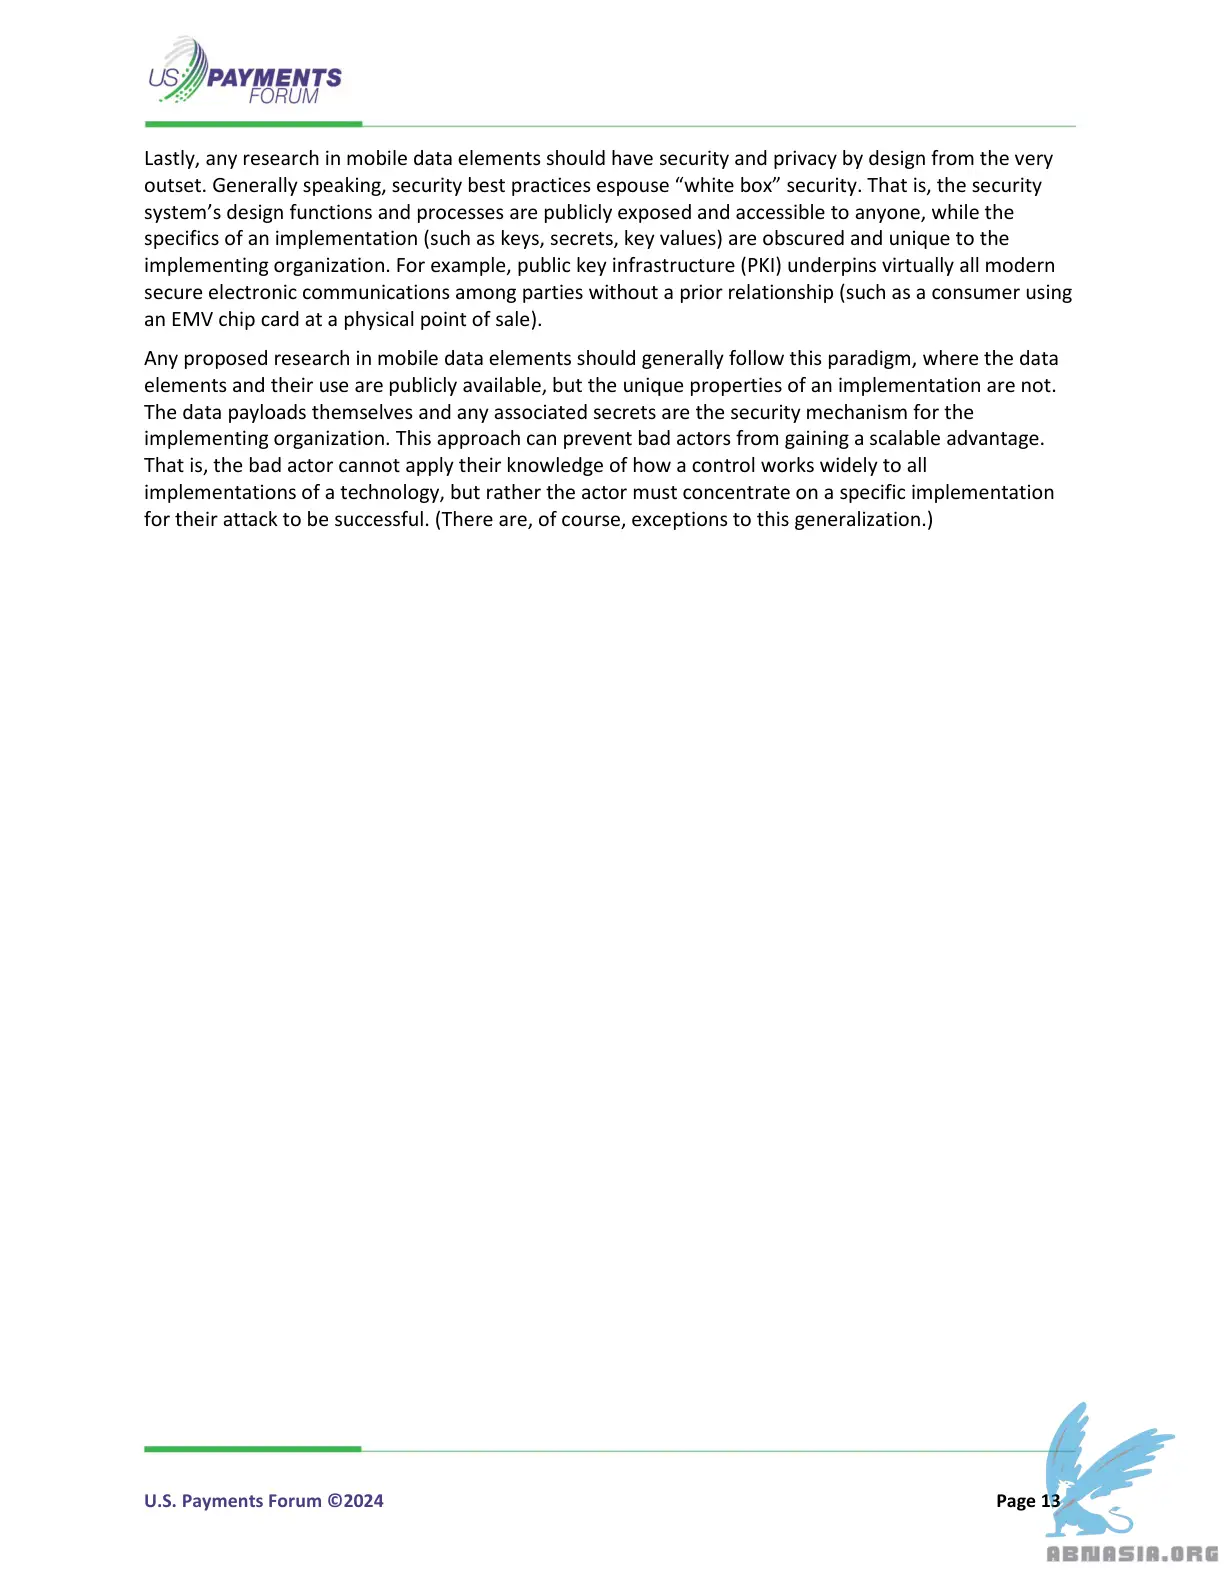 US PAYMENTS
FORUM
Lastly, any research in mobile data elements should have security and privacy by design from the very
outset. Generally speaking, security best practices espouse “white box” security. That is, the security
system’s design functions and processes are publicly exposed and accessible to anyone, while the
specifics of an implementation (such as keys, secrets, key values) are obscured and unique to the
implementing organization. For example, public key infrastructure (PKI) underpins virtually all modern
secure electronic communications among parties without a prior relationship (such as a consumer using
an EMV chip card at a physical point of sale).
Any proposed research in mobile data elements should generally follow this paradigm, where the data
elements and their use are publicly available, but the unique properties of an implementation are not.
The data payloads themselves and any associated secrets are the security mechanism for the
implementing organization. This approach can prevent bad actors from gaining a scalable advantage.
That is, the bad actor cannot apply their knowledge of how a control works widely to all
implementations of a technology, but rather the actor must concentrate on a specific implementation
for their attack to be successful. (There are, of course, exceptions to this generalization.)
U.S. Payments Forum ©2024
Page 13
ABNASIA.ORG